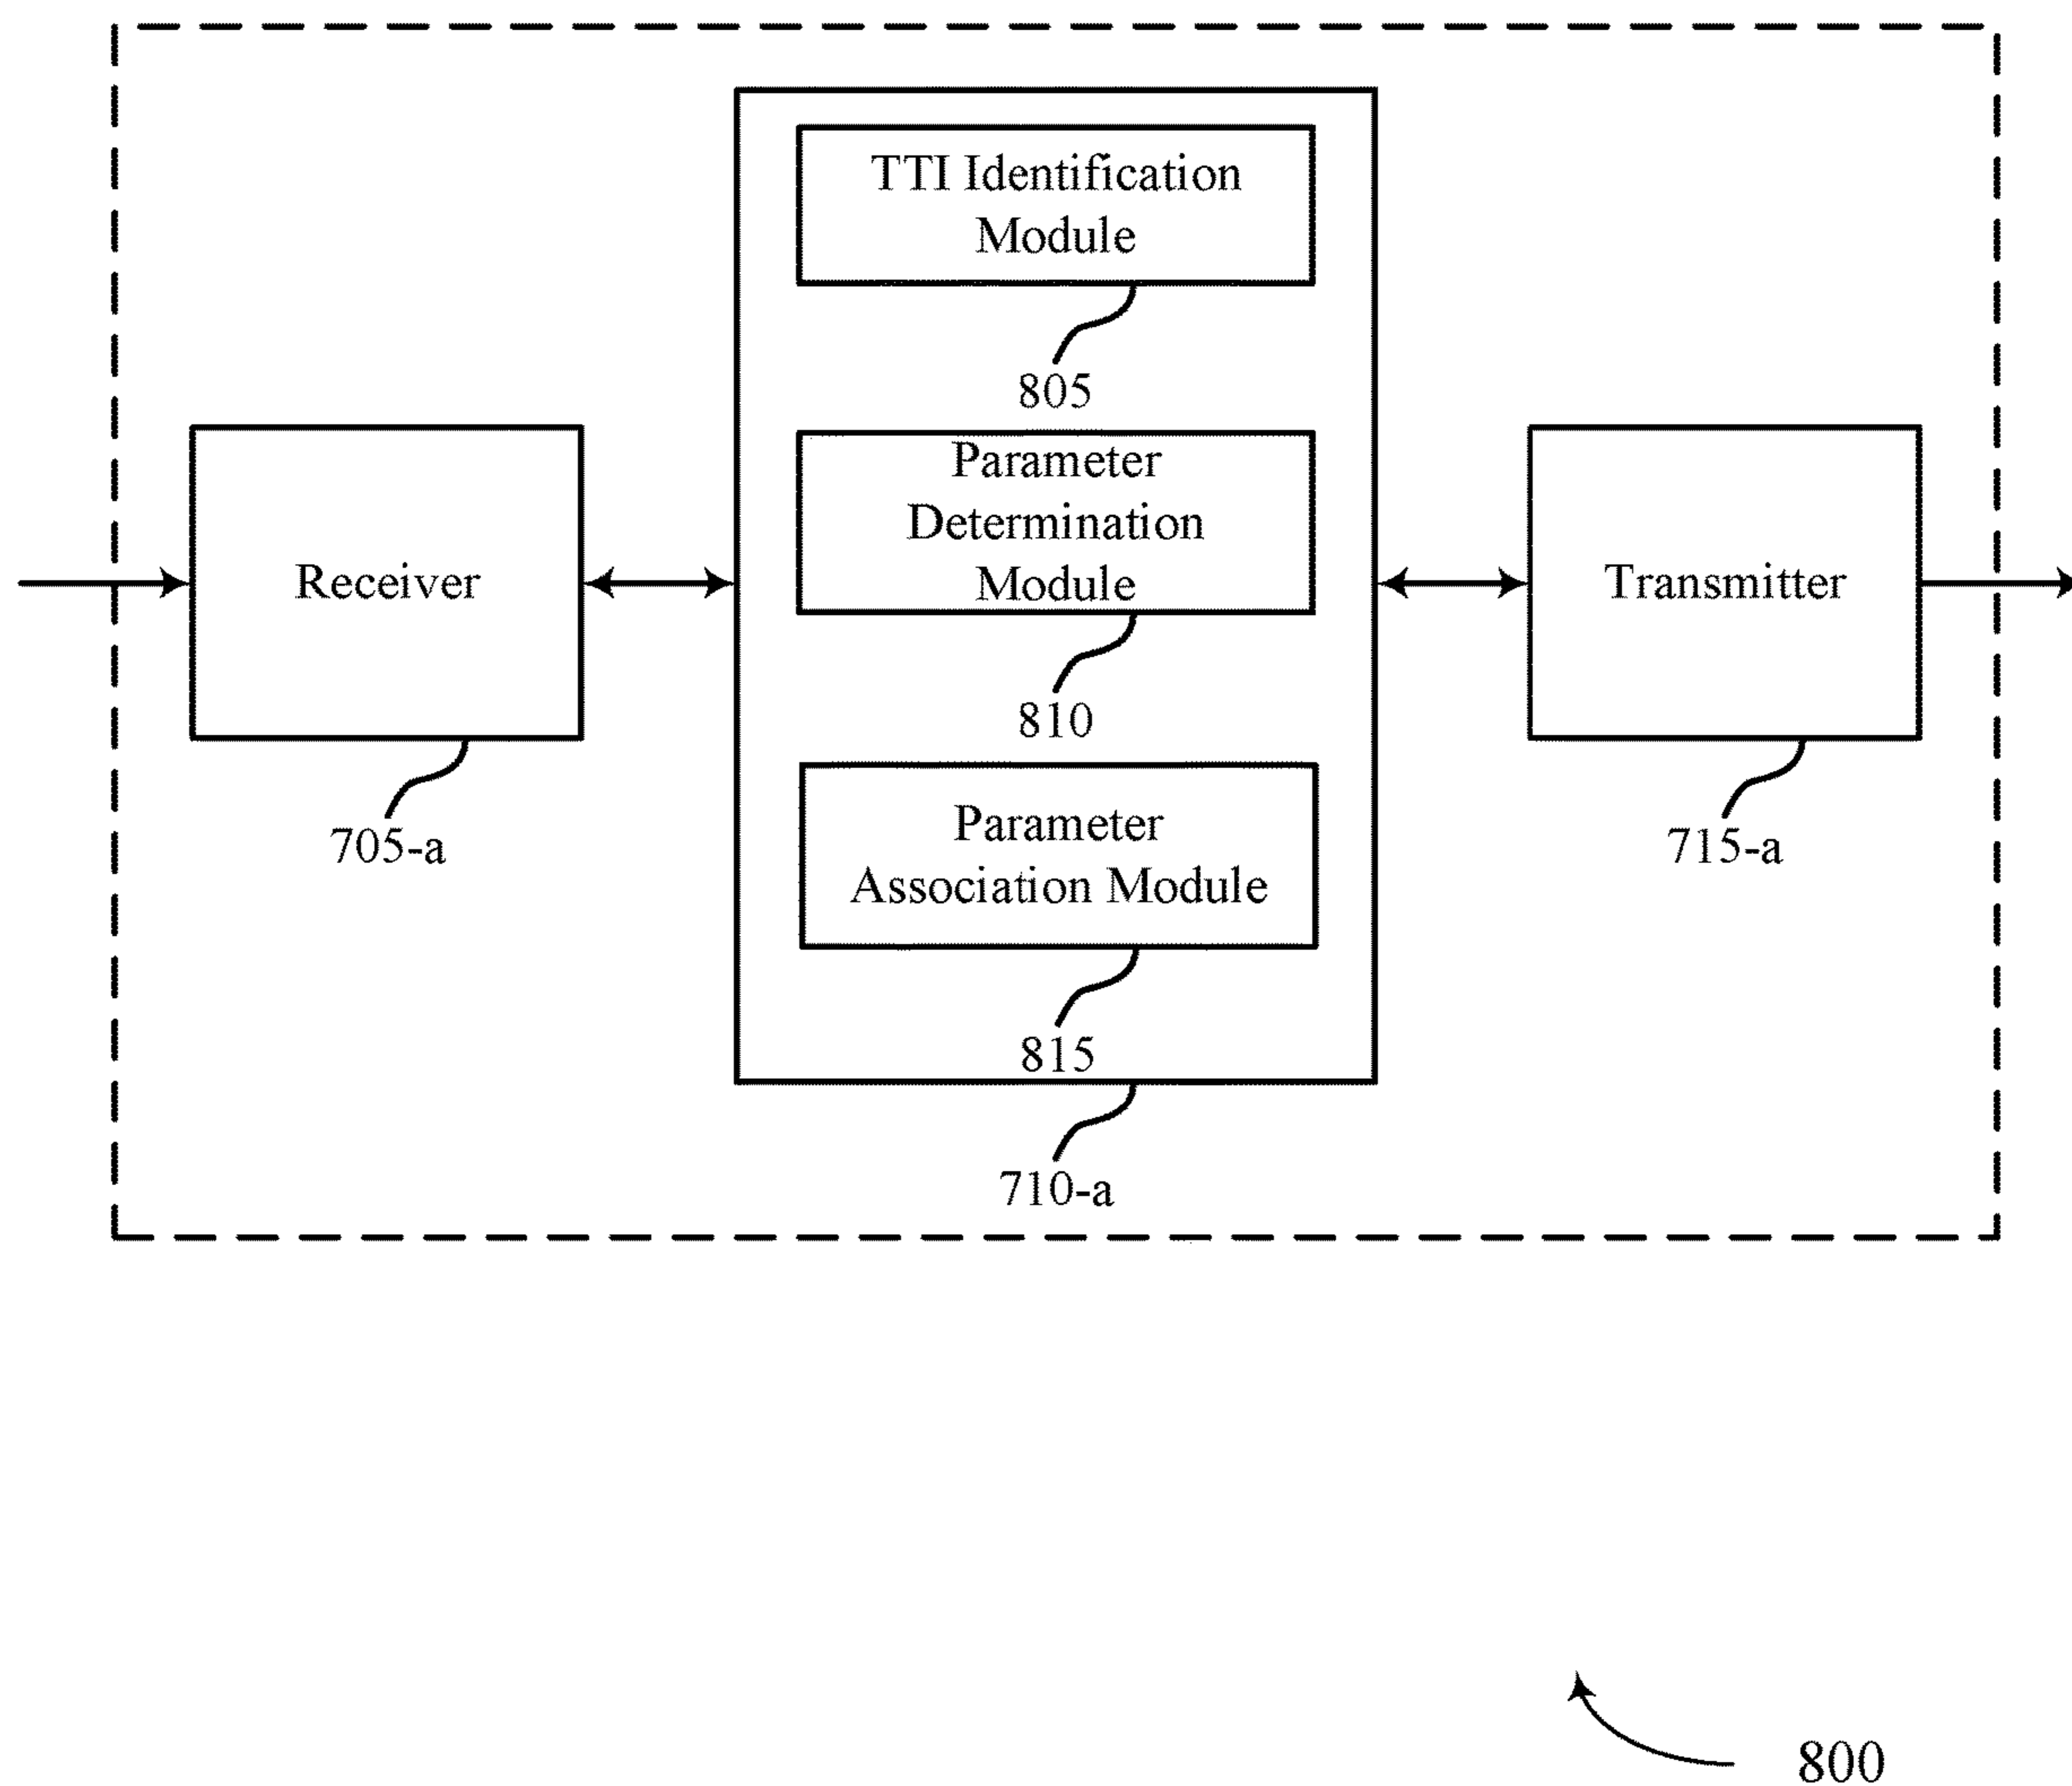 TTI Identification
Module
805
Parameter
Determination
Module
Receiver
Transmitter
810
705-a
715-a
Parameter
Association Module
815
710-a
800